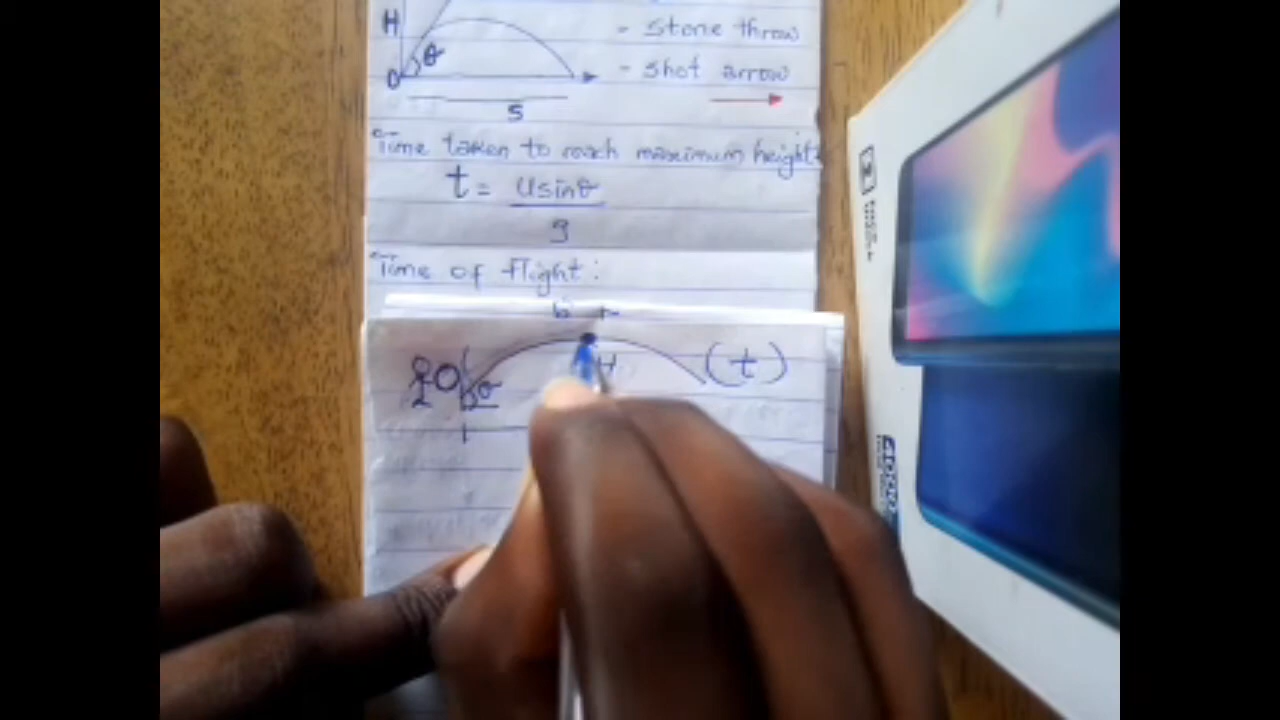 H
- Stone throw
θ
- Shot arrow
O
S
Time taken to reach maximum height:
t = usinθ
g
Time of flight:
(t)
θ
H